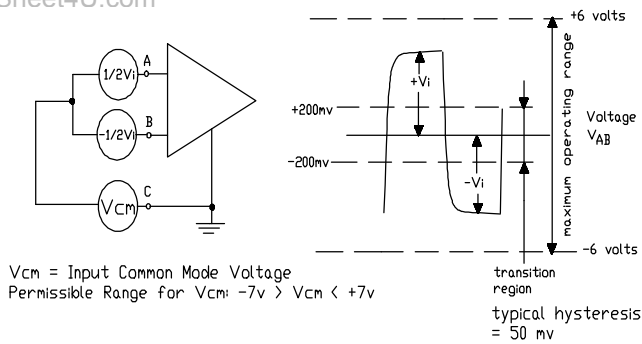 Sheet4U.com
A
1/2Vi
B
-1/2Vi
C
Vcm
Vcm = Input Common Mode Voltage
Permissible Range for Vcm: -7v > Vcm < +7v
+6 volts
+Vi
+200mv
-200mv
-Vi
maximum operating range
Voltage
VAB
-6 volts
transition
region
typical hysteresis
= 50 mv